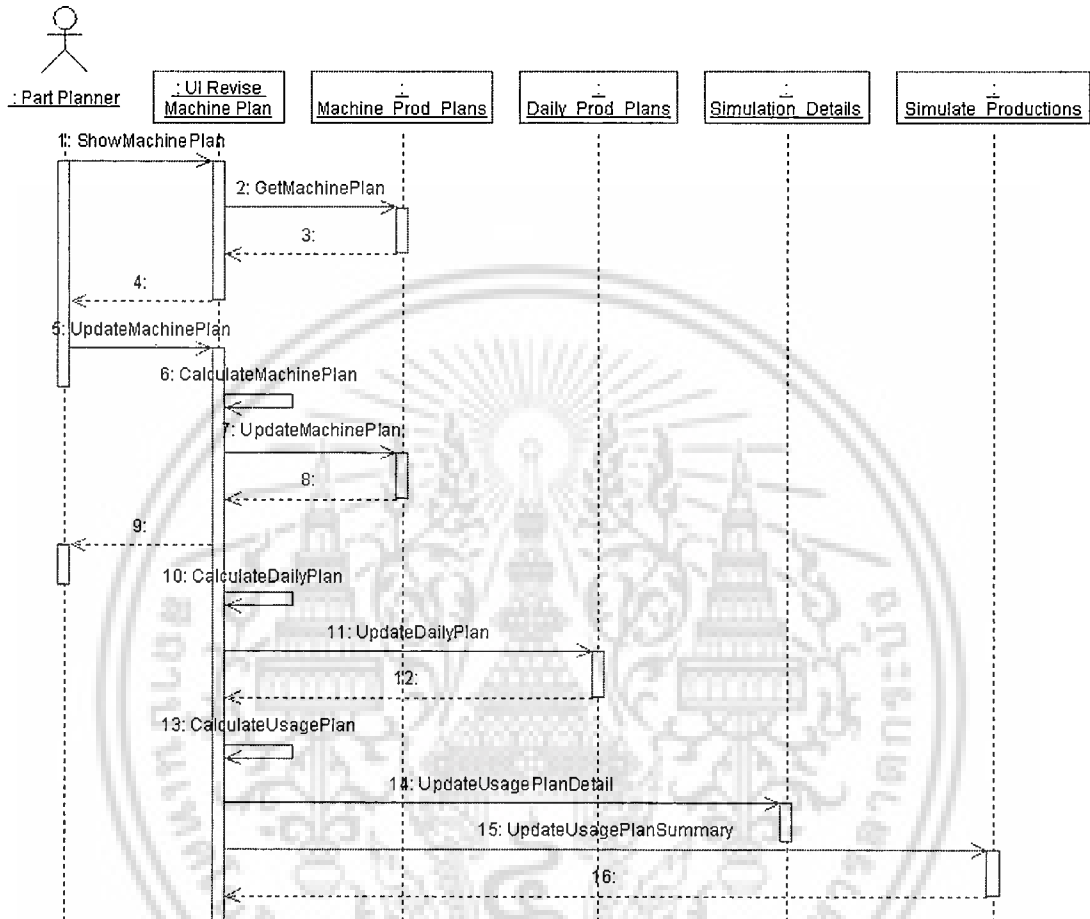 : Part Planner
: UI Revise
Machine Plan
:
Machine_Prod_Plans
:
Daily_Prod_Plans
:
Simulation_Details
:
Simulate_Productions
1: ShowMachinePlan
2: GetMachinePlan
3:
4:
5: UpdateMachinePlan
6: CalculateMachinePlan
7: UpdateMachinePlan
8:
9:
10: CalculateDailyPlan
11: UpdateDailyPlan
12:
13: CalculateUsagePlan
14: UpdateUsagePlanDetail
15: UpdateUsagePlanSummary
16: